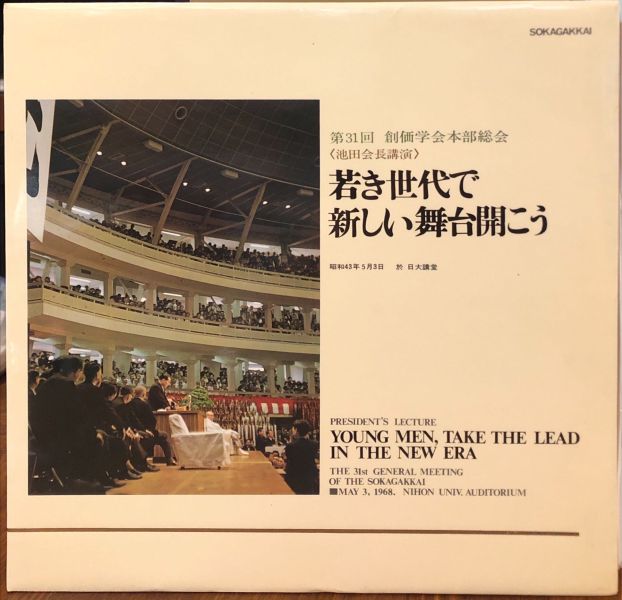 SOKAGAKKAI
第31回 創価学会本部総会
〈池田会長講演〉
若き世代で
新しい舞台開こう
昭和43年5月3日 於 日大講堂
PRESIDENT'S LECTURE
YOUNG MEN, TAKE THE LEAD
IN THE NEW ERA
THE 31st GENERAL MEETING
OF THE SOKAGAKKAI
■MAY 3, 1968. NIHON UNIV. AUDITORIUM